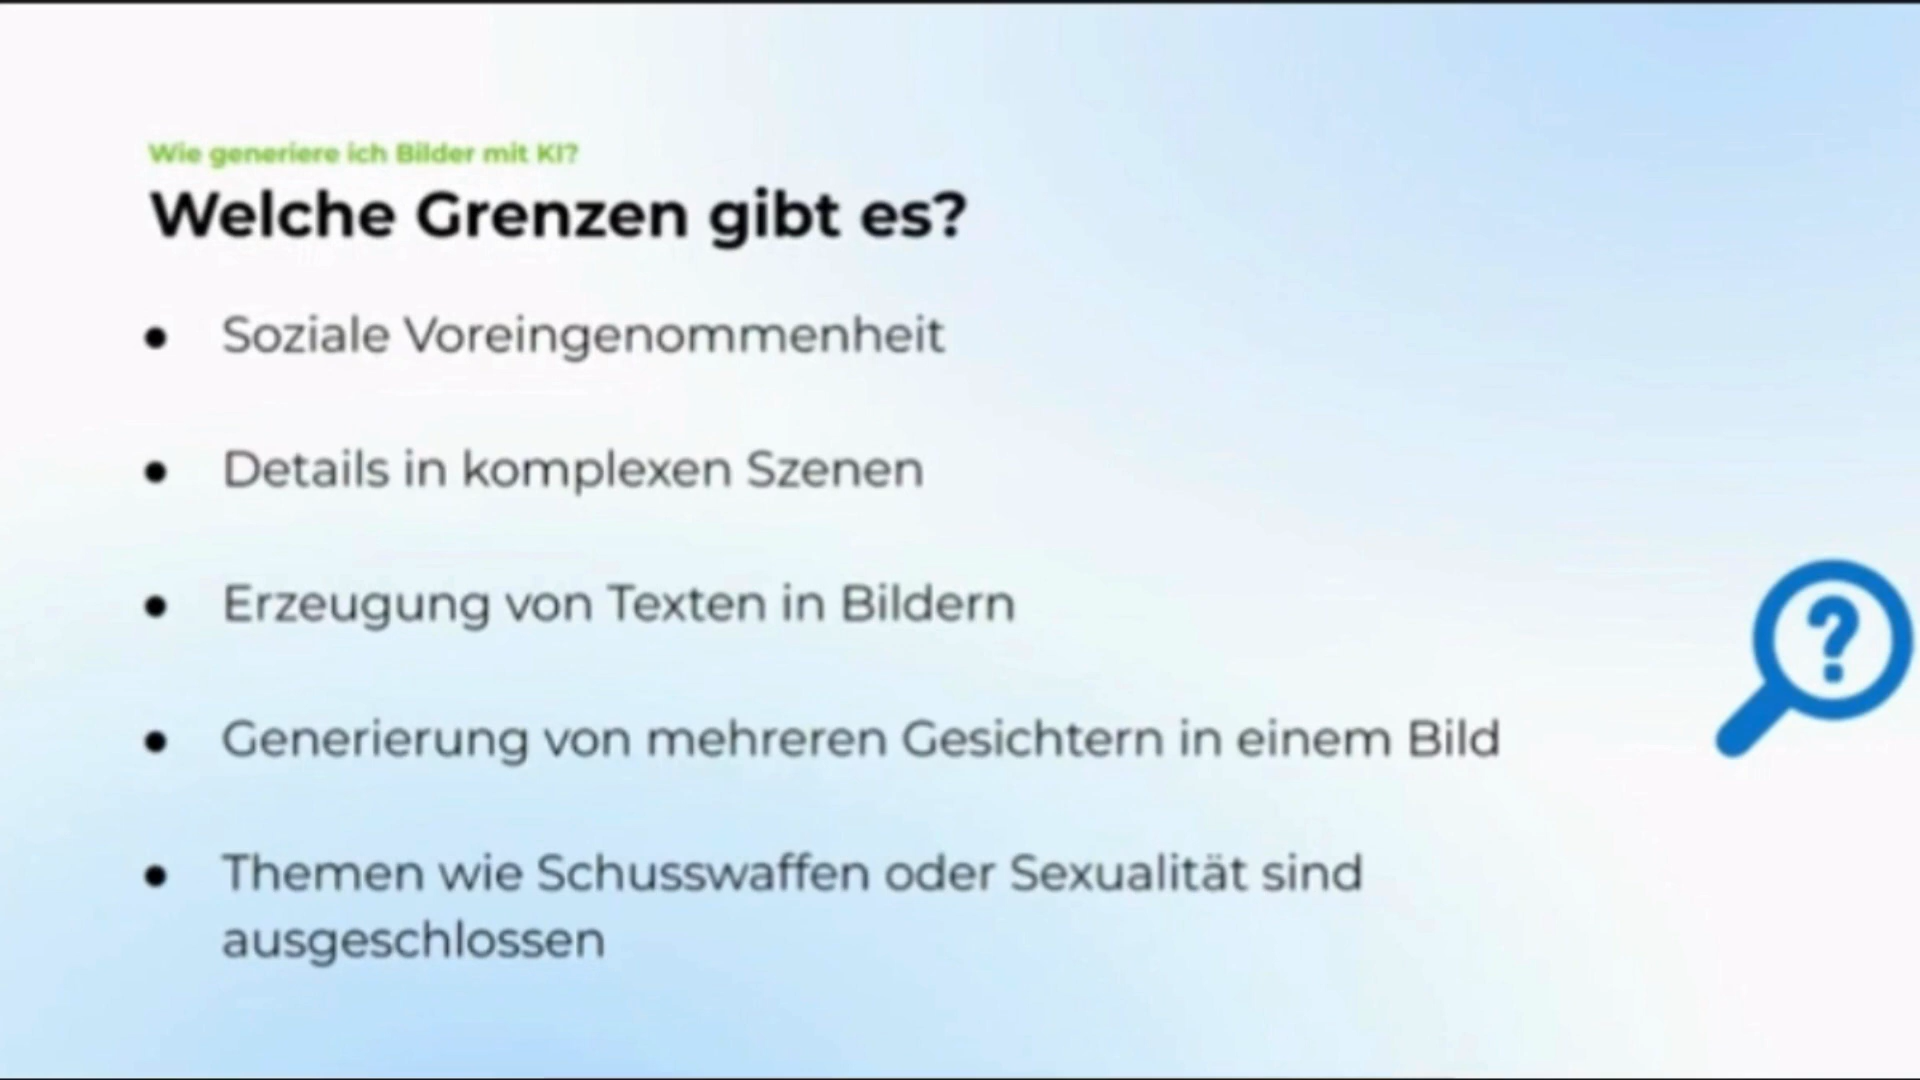 Wie generiere ich Bilder mit KI?
Welche Grenzen gibt es?
● Soziale Voreingenommenheit
● Details in komplexen Szenen
● Erzeugung von Texten in Bildern
● Generierung von mehreren Gesichtern in einem Bild
● Themen wie Schusswaffen oder Sexualität sind
ausgeschlossen
?